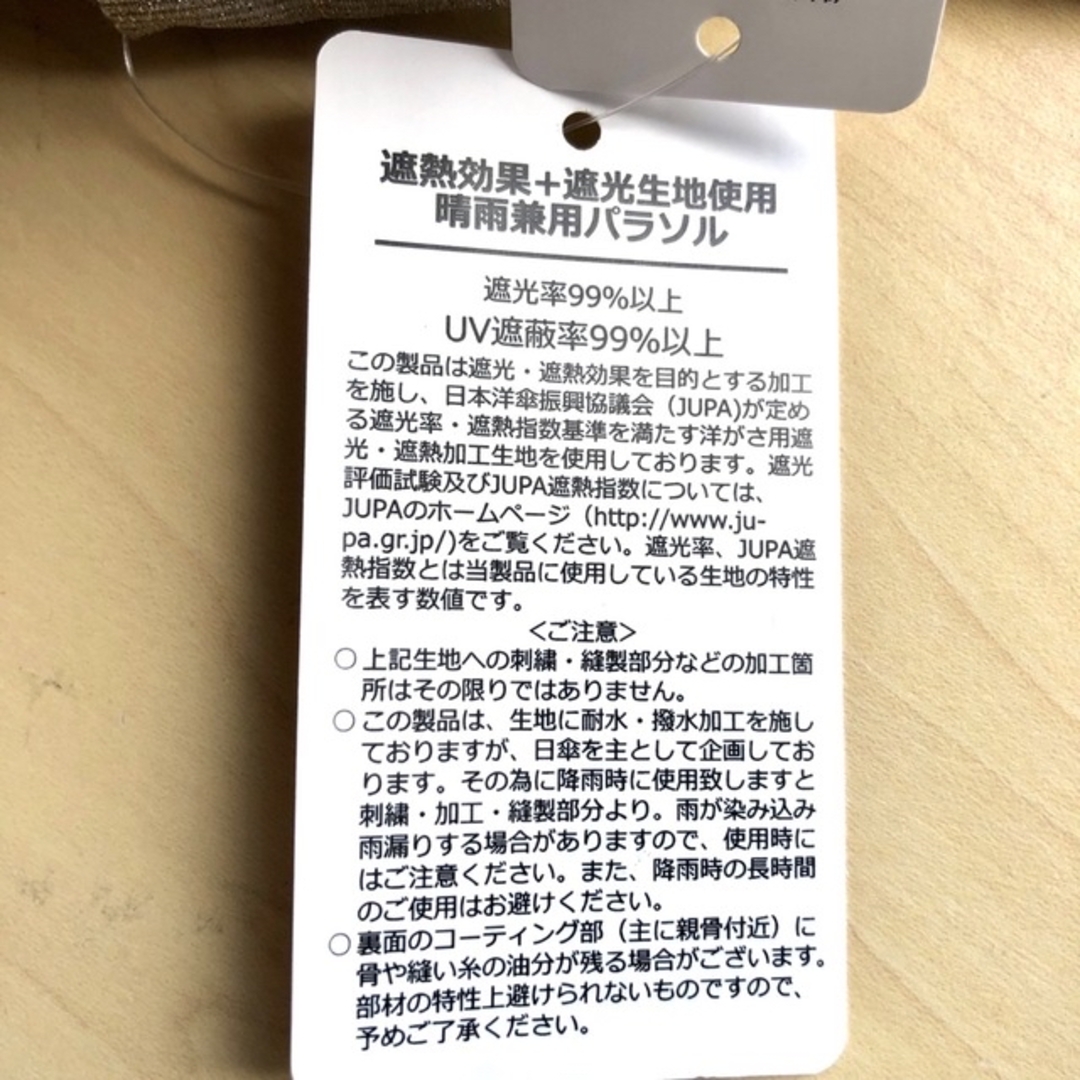 遮熱効果+遮光生地使用
晴雨兼用パラソル
遮光率99%以上
UV遮蔽率99%以上
この製品は遮光・遮熱効果を目的とする加工
を施し、日本洋傘振興協議会（JUPA)が定め
る遮光率・遮熱指数基準を満たす洋がさ用遮
光・遮熱加工生地を使用しております。遮光
評価試験及びJUPA遮熱指数については、
JUPAのホームページ（http://www.ju-
pa.gr.jp/)をご覧ください。遮光率、JUPA遮
熱指数とは当製品に使用している生地の特性
を表す数値です。
＜ご注意＞
○上記生地への刺繍・縫製部分などの加工箇
所はその限りではありません。
○この製品は、生地に耐水・撥水加工を施し
ておりますが、日傘を主として企画してお
ります。その為に降雨時に使用致しますと
刺繍・加工・縫製部分より。雨が染み込み
雨漏りする場合がありますので、使用時に
はご注意ください。また、降雨時の長時間
のご使用はお避けください。
○裏面のコーティング部（主に親骨付近）に
骨や縫い糸の油分が残る場合がございます。
部材の特性上避けられないものですので、
予めご了承ください。